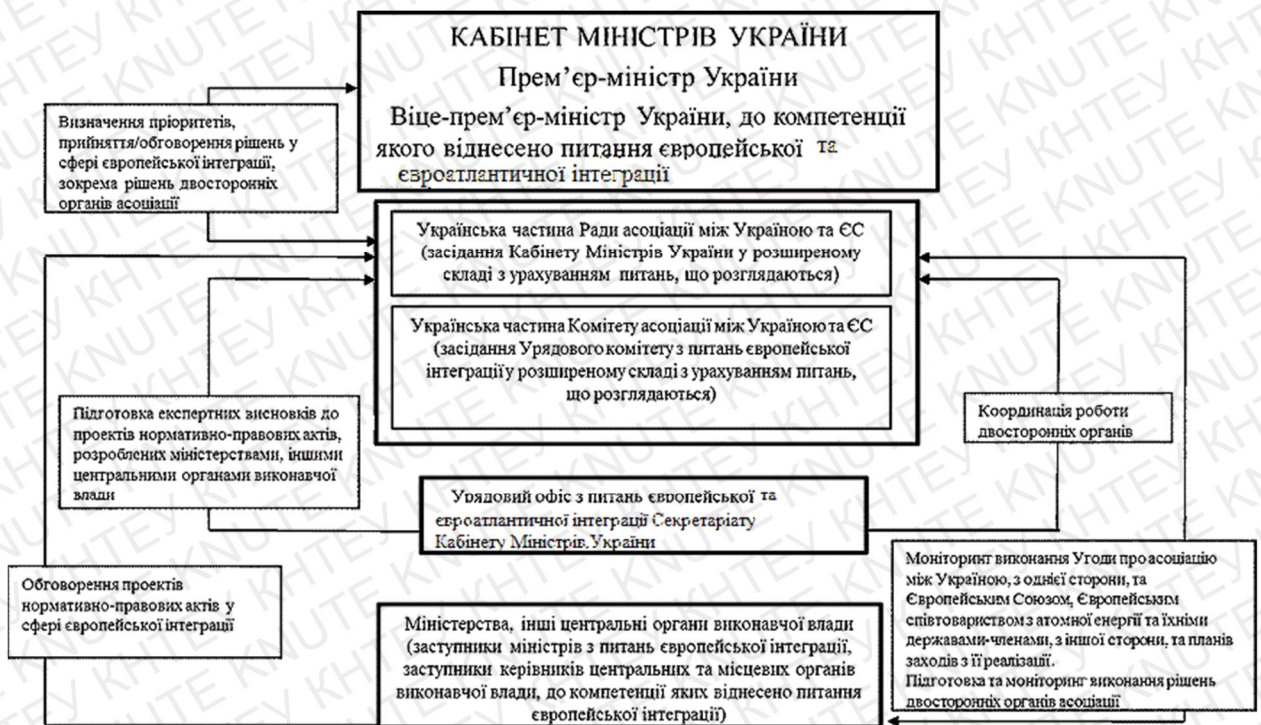 КАБІНЕТ МІНІСТРІВ УКРАЇНИ
Прем’єр-міністр України
Віце-прем’єр-міністр України, до компетенції
якого віднесено питання європейської та
євроатлантичної інтеграції
Визначення пріоритетів,
прийняття/обговорення рішень у
сфері європейської інтеграції,
зокрема рішень двосторонніх
органів асоціації
Українська частина Ради асоціації між Україною та ЄС
(засідання Кабінету Міністрів України у розширеному
складі з урахуванням питань, що розглядаються)
Українська частина Комітету асоціації між Україною та ЄС
(засідання Урядового комітету з питань європейської
інтеграції у розширеному складі з урахуванням питань,
що розглядаються)
Підготовка експертних висновків до
проектів нормативно-правових актів,
розроблених міністерствами, іншими
центральними органами виконавчої
влади
Координація роботи
двосторонніх органів
Урядовий офіс з питань європейської та
євроатлантичної інтеграції Секретаріату
Кабінету Міністрів.України
Обговорення проектів
нормативно-правових актів у
сфері європейської інтеграції
Міністерства, інші центральні органи виконавчої влади
(заступники міністрів з питань європейської інтеграції,
заступники керівників центральних та місцевих органів
виконавчої влади, до компетенції яких віднесено питання
європейської інтеграції)
Моніторинг виконання Угоди про асоціацію
між Україною, з однієї сторони, та
Європейським Союзом, Європейським
співтовариством з атомної енергії та їхніми
державами-членами, з іншої сторони, та планів
заходів з її реалізації.
Підготовка та моніторинг виконання рішень
двосторонніх органів асоціації